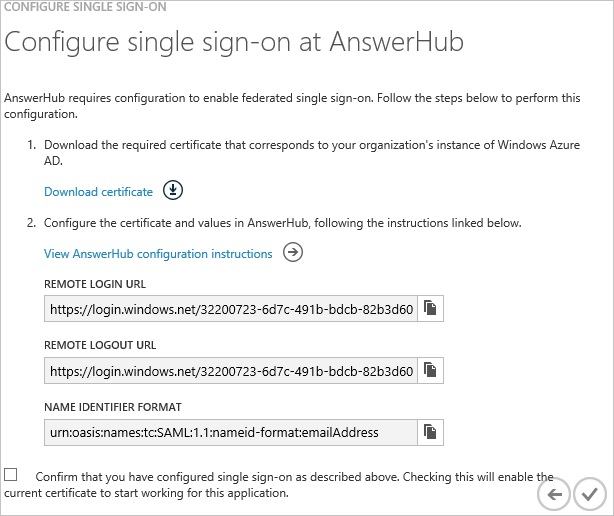 CONFIGURE SINGLE SIGN-ON
Configure single sign-on at AnswerHub
AnswerHub requires configuration to enable federated single sign-on. Follow the steps below to perform this
configuration.
1. Download the required certificate that corresponds to your organization's instance of Windows Azure
AD.
Download certificate
2. Configure the certificate and values in AnswerHub, following the instructions linked below.
View AnswerHub configuration instructions
REMOTE LOGIN URL
https://login.windows.net/32200723-6d7c-491b-bdcb-82b3d60
REMOTE LOGOUT URL
https://login.windows.net/32200723-6d7c-491b-bdcb-82b3d60
NAME IDENTIFIER FORMAT
urn:oasis:names:tc:SAML:1.1:nameid-format:emailAddress
Confirm that you have configured single sign-on as described above. Checking this will enable the
current certificate to start working for this application.